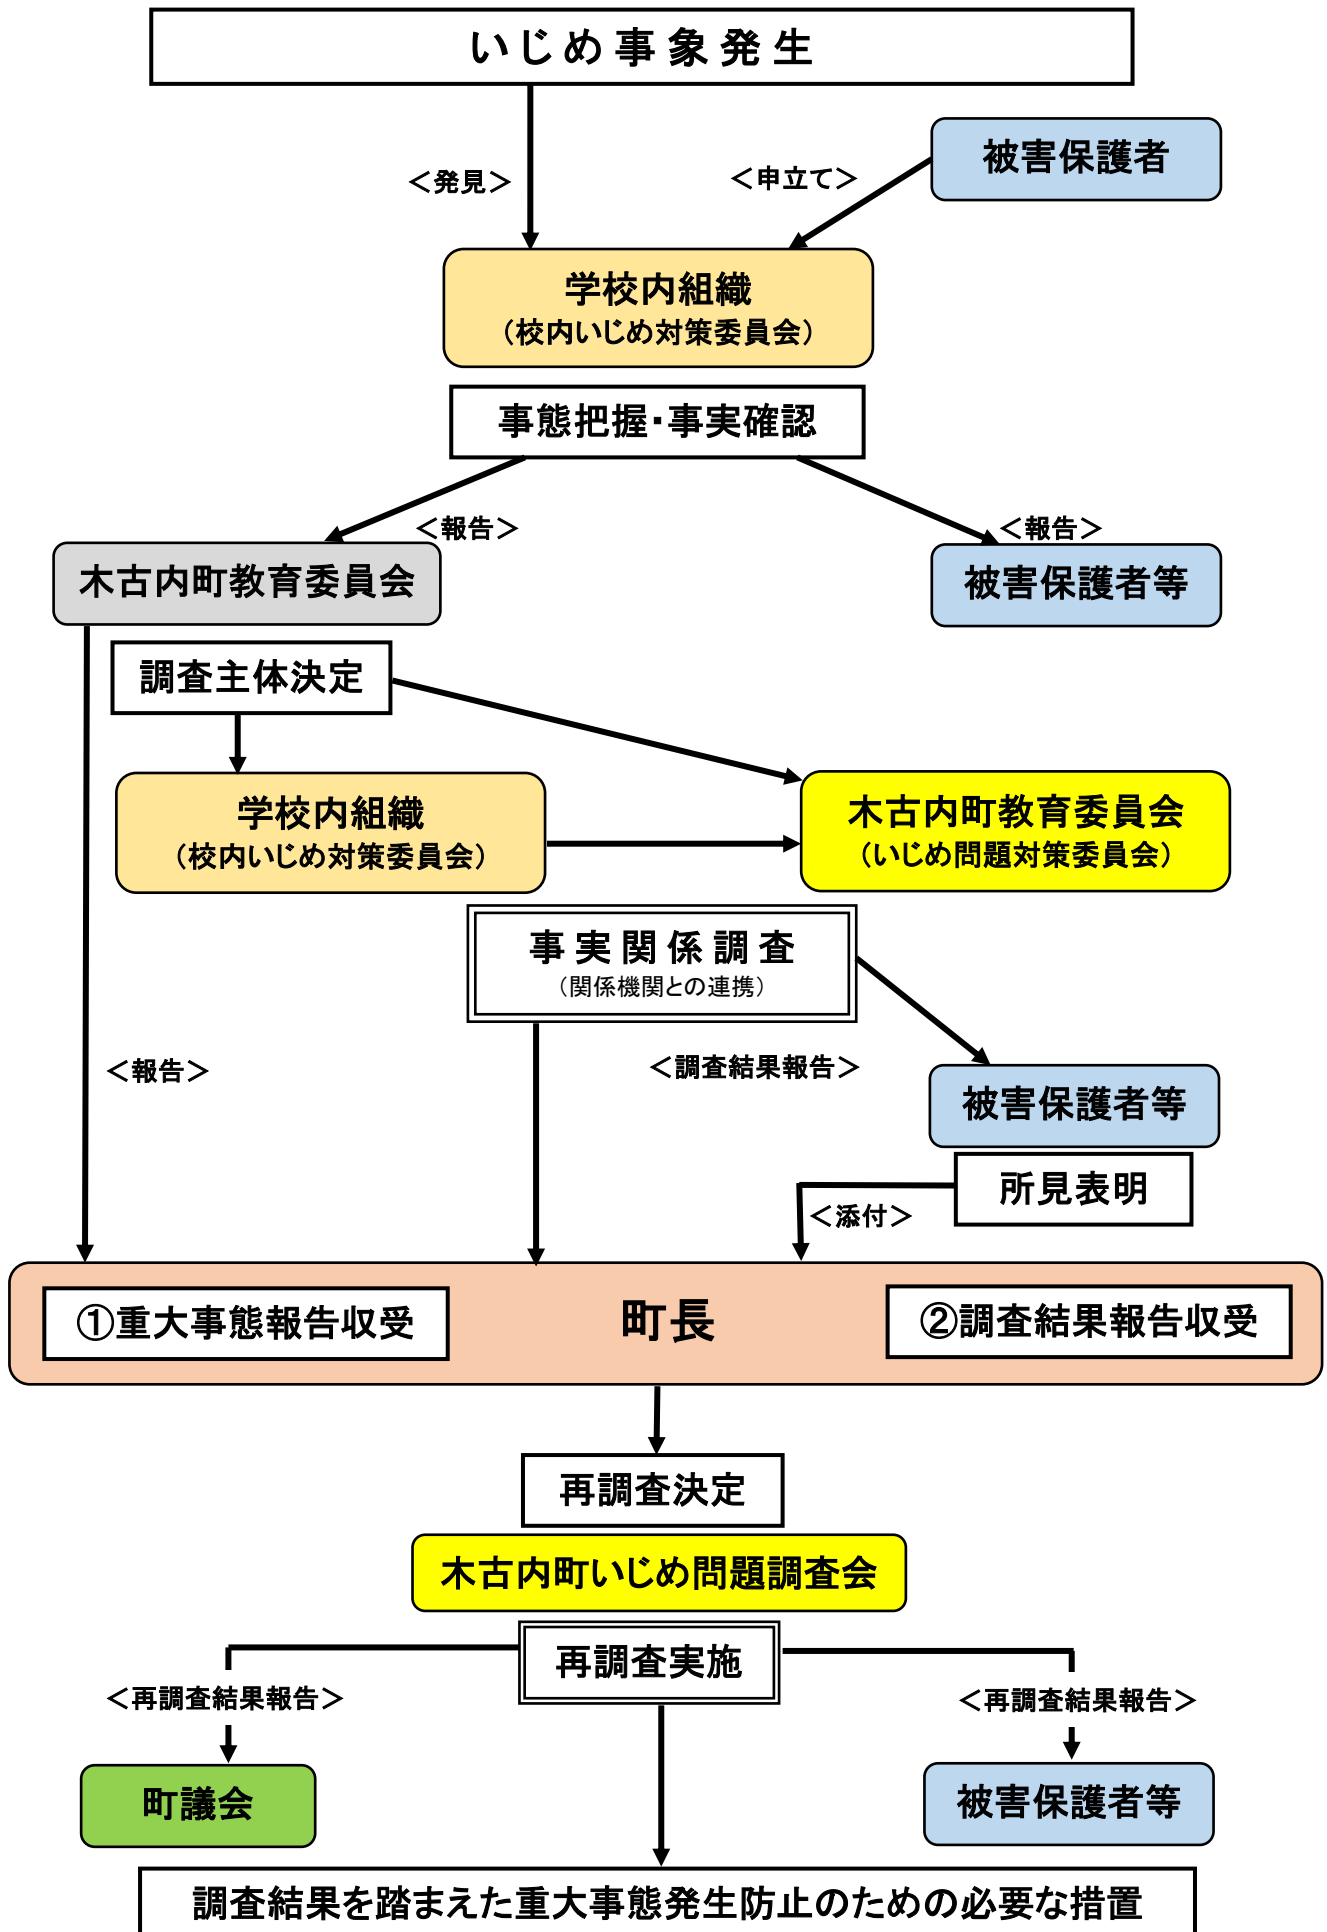 いじめ事象発生
被害保護者
＜発見＞
＜申立て＞
学校内組織
（校内いじめ対策委員会）
事態把握・事実確認
＜報告＞
＜報告＞
木古内町教育委員会
被害保護者等
調査主体決定
学校内組織
（校内いじめ対策委員会）
木古内町教育委員会
（いじめ問題対策委員会）
事実関係調査
（関係機関との連携）
＜報告＞
＜調査結果報告＞
被害保護者等
所見表明
＜添付＞
①重大事態報告収受
町長
②調査結果報告収受
再調査決定
木古内町いじめ問題調査会
再調査実施
＜再調査結果報告＞
＜再調査結果報告＞
町議会
被害保護者等
調査結果を踏まえた重大事態発生防止のための必要な措置